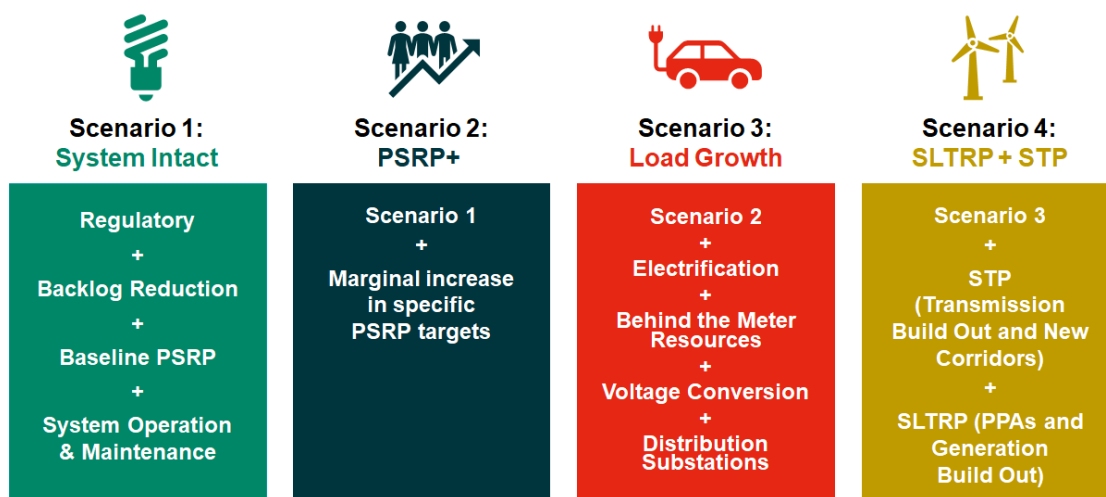 Scenario 1:
System Intact
Regulatory
+
Backlog Reduction
+
Baseline PSRP
+
System Operation
& Maintenance
Scenario 2:
PSRP+
Scenario 1
+
Marginal increase
in specific
PSRP targets
Scenario 3:
Load Growth
Scenario 2
+
Electrification
+
Behind the Meter
Resources
+
Voltage Conversion
+
Distribution
Substations
Scenario 4:
SLTRP + STP
Scenario 3
+
STP
(Transmission
Build Out and New
Corridors)
+
SLTRP (PPAs and
Generation
Build Out)